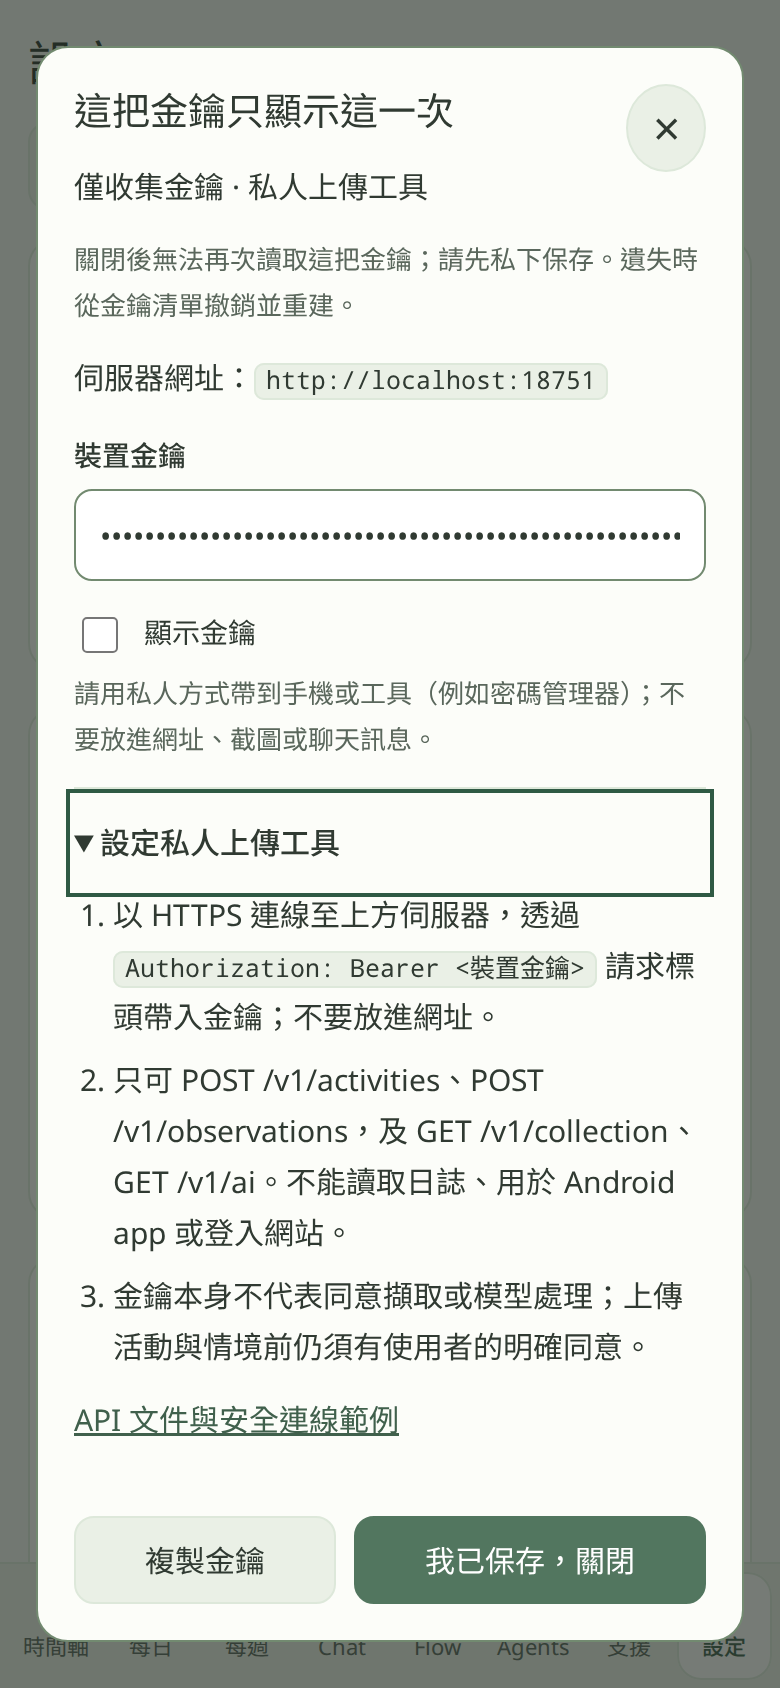 這把金鑰只顯示這一次
×
僅收集金鑰 · 私人上傳工具
關閉後無法再次讀取這把金鑰；請先私下保存。遺失時
從金鑰清單撤銷並重建。
伺服器網址： http://localhost:18751
裝置金鑰
顯示金鑰
請用私人方式帶到手機或工具（例如密碼管理器）；不
要放進網址、截圖或聊天訊息。
▼ 設定私人上傳工具
1. 以 HTTPS 連線至上方伺服器，透過
Authorization: Bearer <裝置金鑰> 請求標
頭帶入金鑰；不要放進網址。
2. 只可 POST /v1/activities、POST
/v1/observations，及 GET /v1/collection、
GET /v1/ai。不能讀取日誌、用於 Android
app 或登入網站。
3. 金鑰本身不代表同意擷取或模型處理；上傳
活動與情境前仍須有使用者的明確同意。
API 文件與安全連線範例
複製金鑰 我已保存，關閉
時間軸 每日 每週 Chat Flow Agents 支援 設定